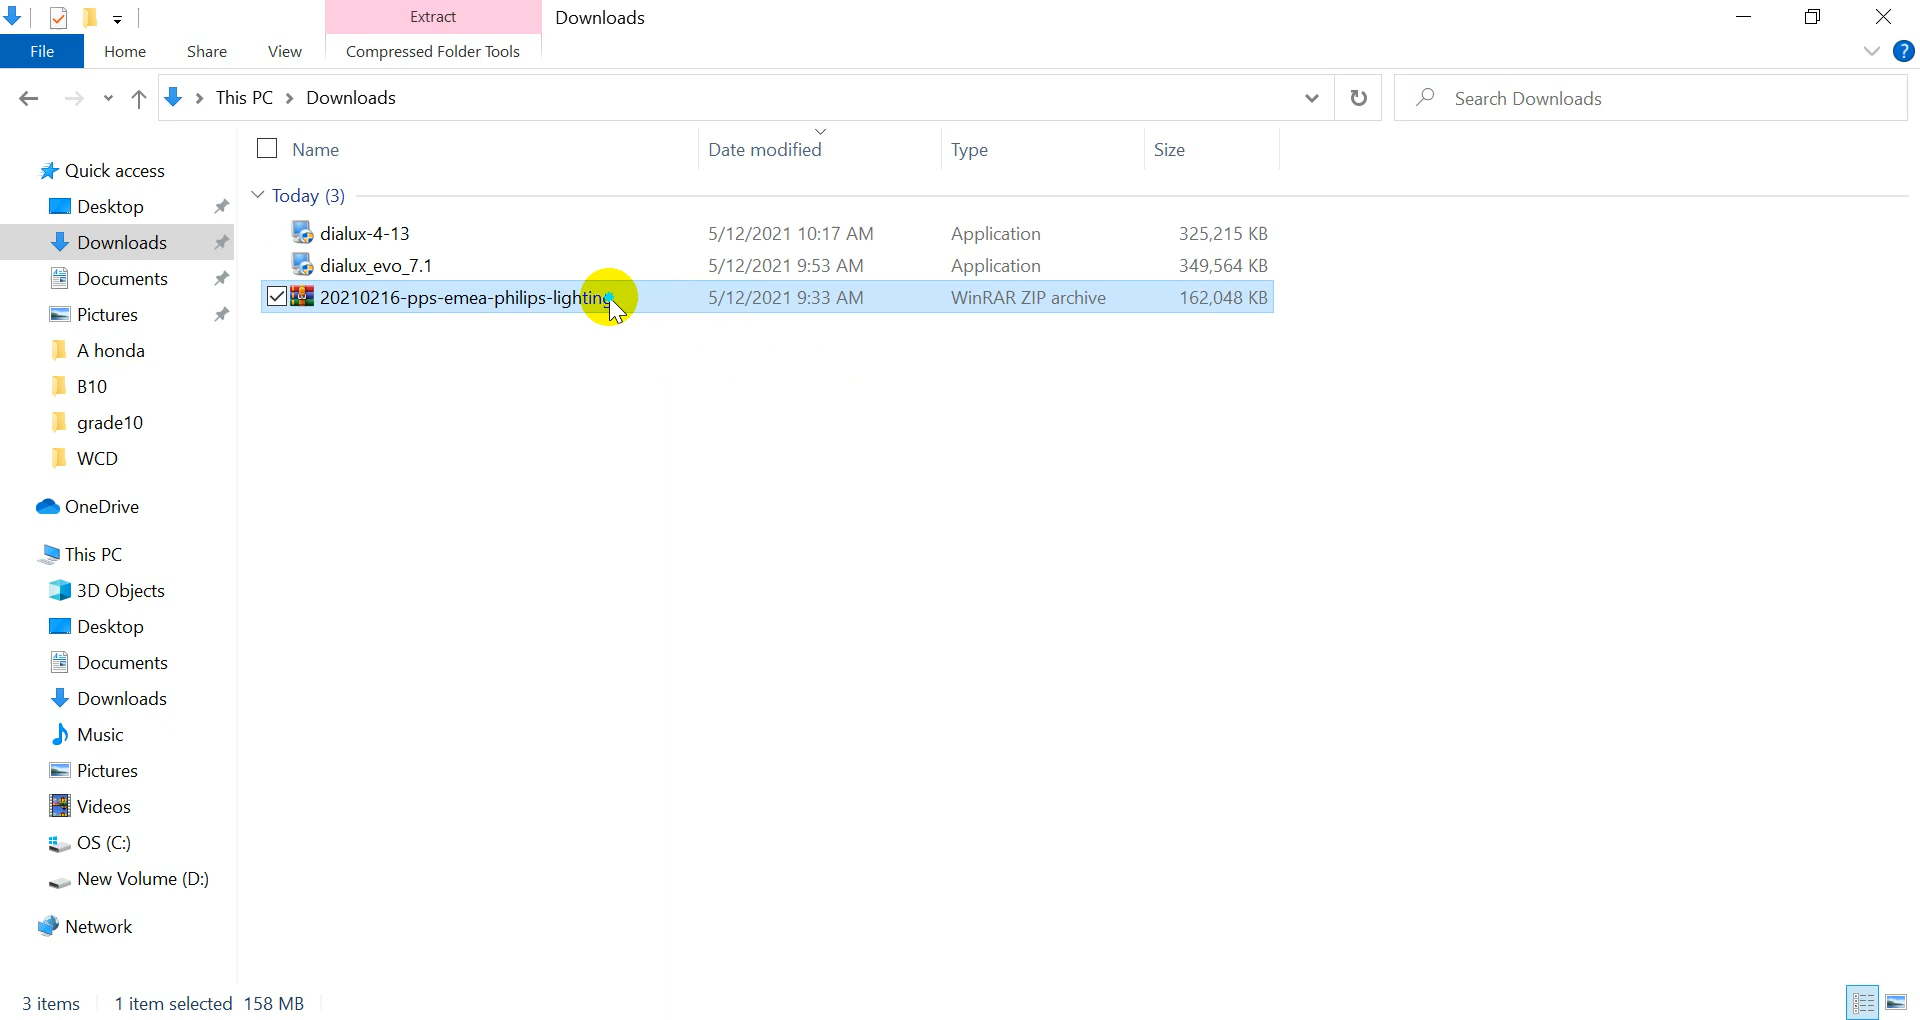 Extract
Downloads
File
Home
Share
View
Compressed Folder Tools
?
This PC
Downloads
Search Downloads
Name
Date modified
Type
Size
Quick access
Desktop
Downloads
Documents
Pictures
A honda
B10
grade10
WCD
OneDrive
This PC
3D Objects
Desktop
Documents
Downloads
Music
Pictures
Videos
OS (C:)
New Volume (D:)
Network
Today (3)
dialux-4-13 5/12/2021 10:17 AM Application 325,215 KB
dialux_evo_7.1 5/12/2021 9:53 AM Application 349,564 KB
20210216-pps-emea-philips-lighting 5/12/2021 9:33 AM WinRAR ZIP archive 162,048 KB
3 items 1 item selected 158 MB